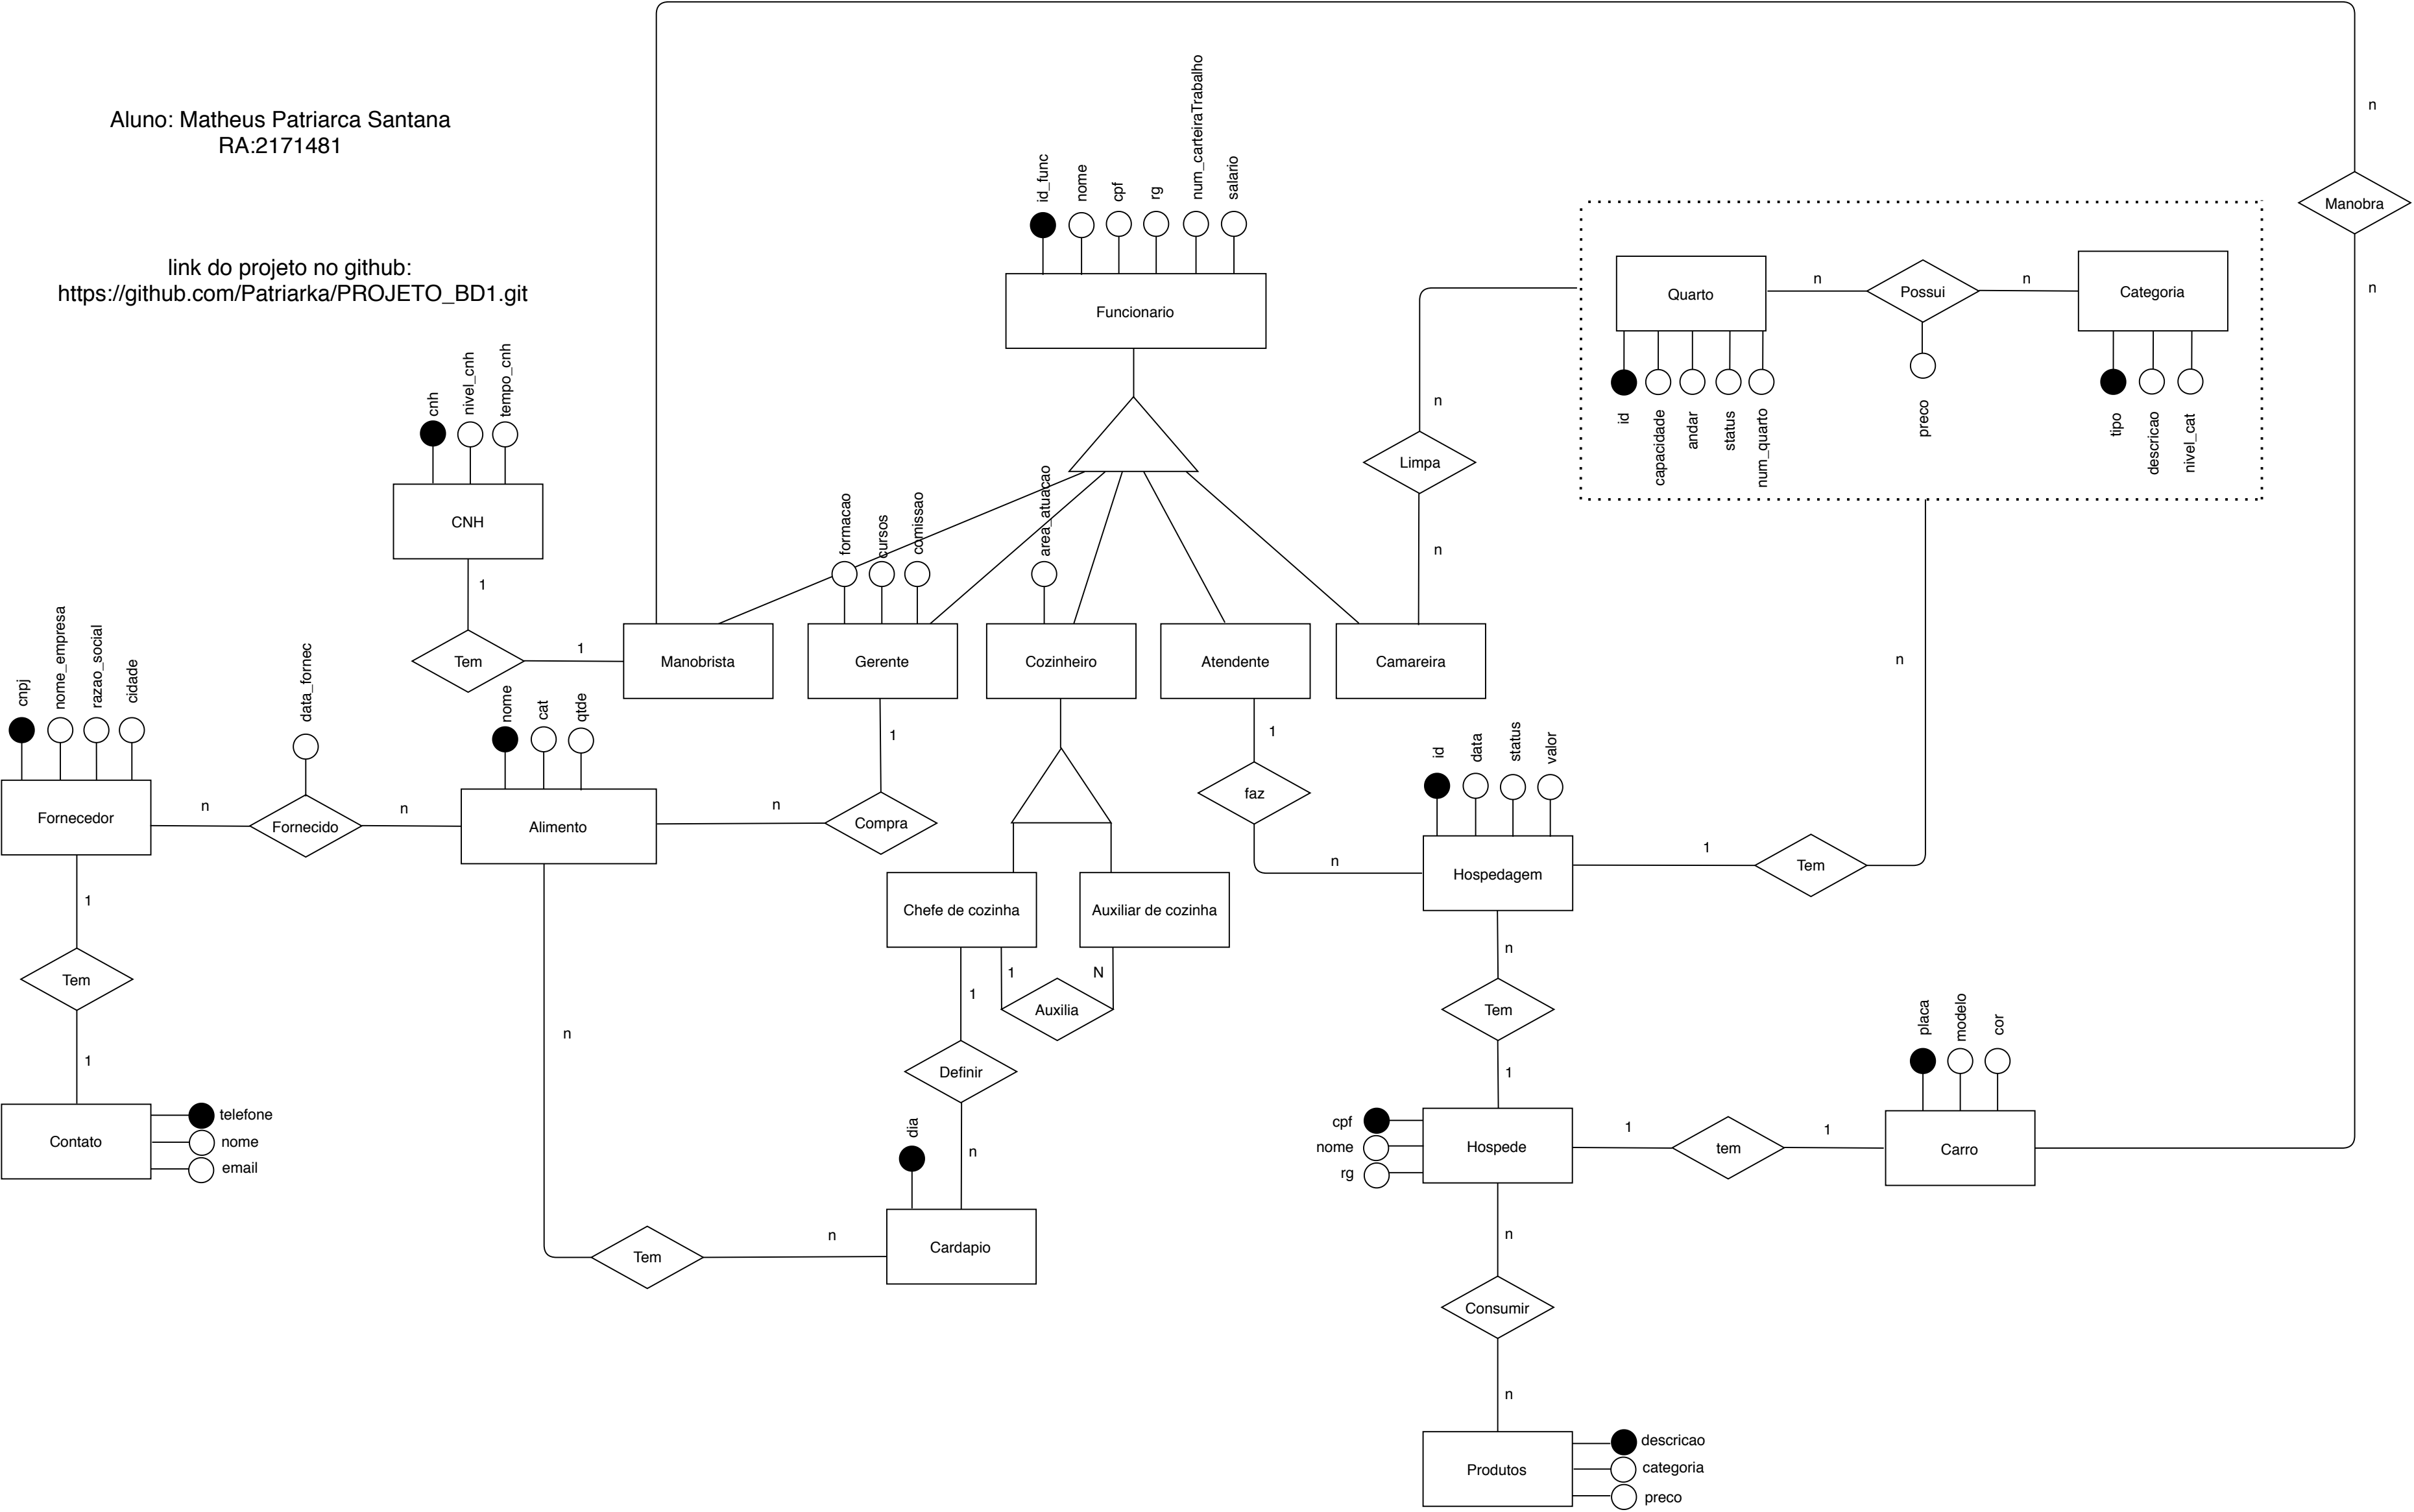 Aluno: Matheus Patriarca Santana
RA:2171481
link do projeto no github:
https://github.com/Patriarka/PROJETO_BD1.git
n
Manobra
n
id_func
nome
cpf
rg
num_carteiraTrabalho
salario
Funcionario
Quarto
n
Possui
n
Categoria
id
capacidade
andar
status
num_quarto
preco
tipo
descricao
nivel_cat
n
Limpa
n
cnh
nivel_cnh
tempo_cnh
CNH
1
Tem
1
formacao
cursos
comissao
area_atuacao
Manobrista
Gerente
Cozinheiro
Atendente
Camareira
n
cnpj
nome_empresa
razao_social
cidade
data_fornec
nome
cat
qtde
1
1
id
data
status
valor
Fornecedor
n
Fornecido
n
Alimento
n
Compra
faz
n
Hospedagem
1
Tem
1
Tem
1
Chefe de cozinha
Auxiliar de cozinha
1
N
Auxilia
1
Definir
n
n
Tem
1
n
Tem
n
Cardapio
dia
Contato
telefone
nome
email
cpf
nome
rg
Hospede
1
tem
1
Carro
placa
modelo
cor
n
Consumir
n
Produtos
descricao
categoria
preco